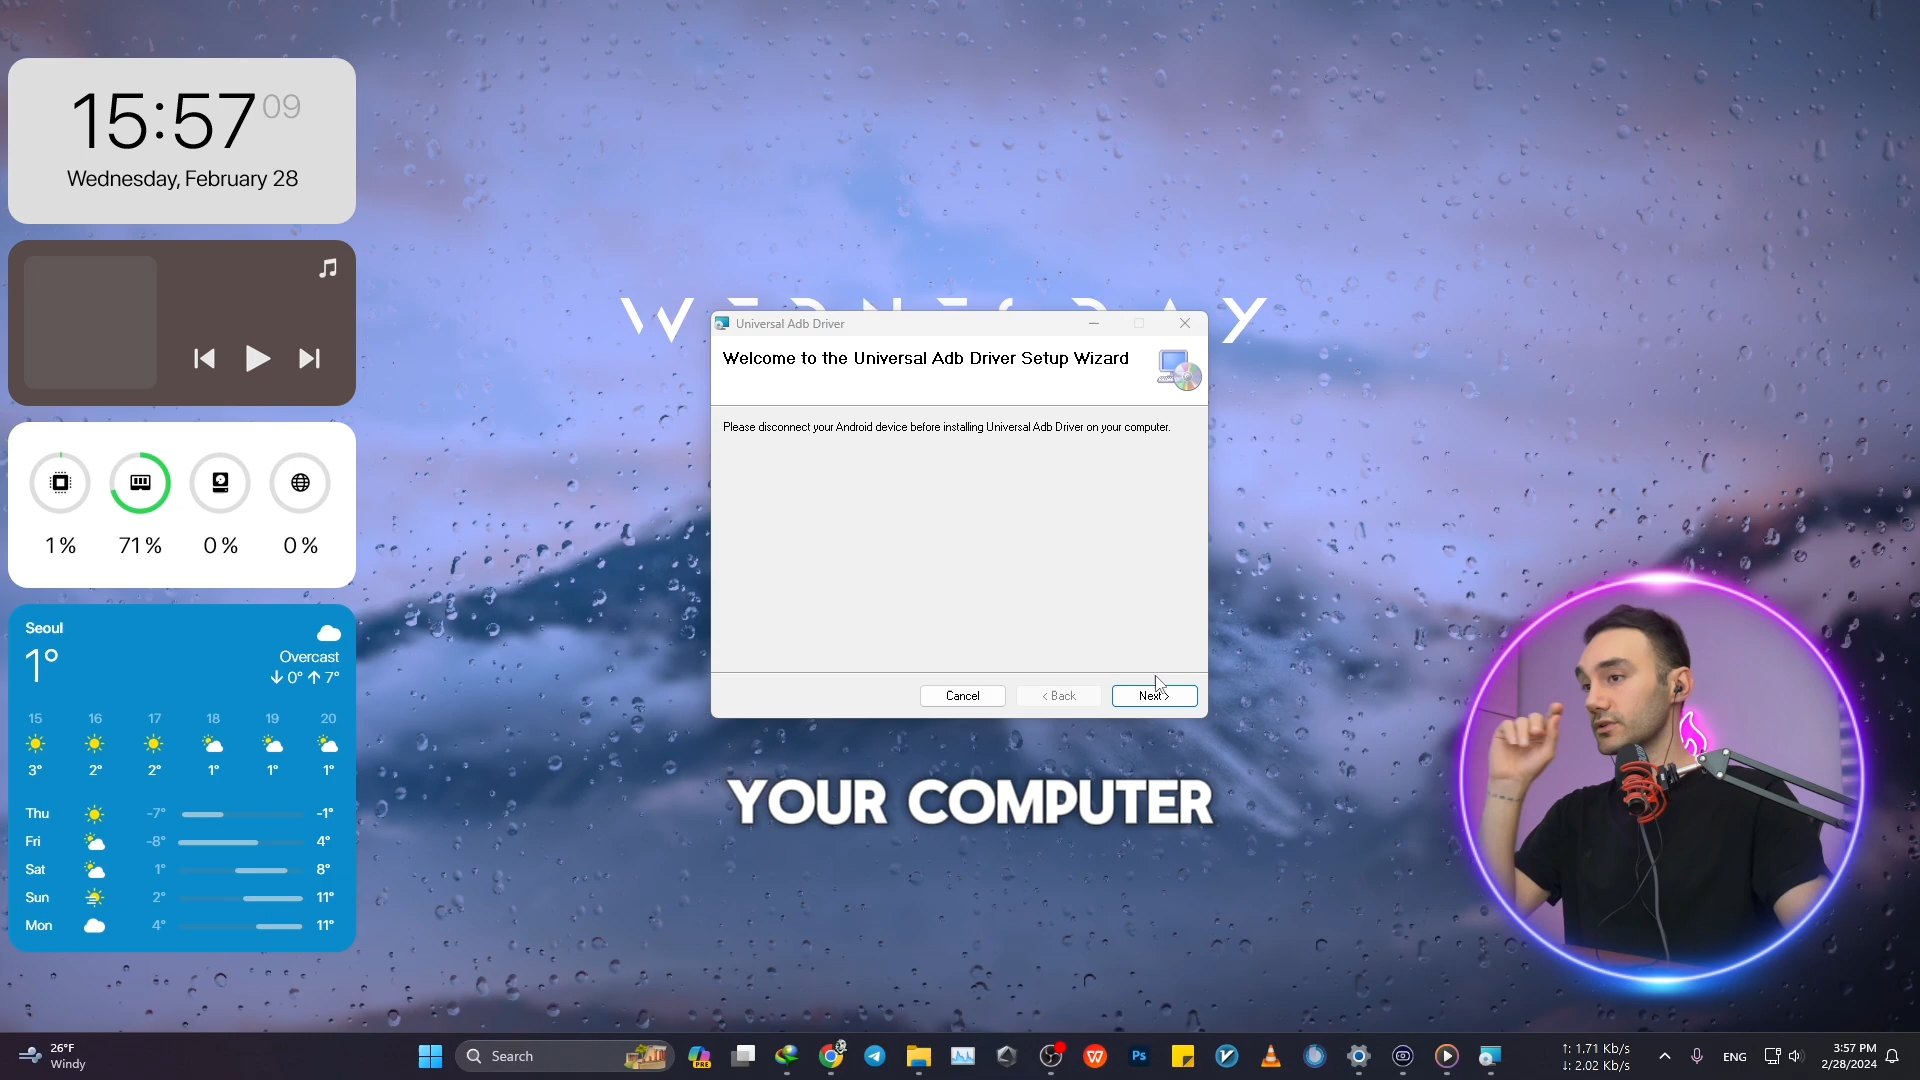 15:57 09
Wednesday, February 28
1%
71%
0%
0%
Seoul
1°
Overcast
↓ 0° ↑ 7°
15 16 17 18 19 20
3° 2° 2° 1° 1° 1°
Thu -7° -1°
Fri -8° 4°
Sat 1° 8°
Sun 2° 11°
Mon 4° 11°
Universal Adb Driver
Welcome to the Universal Adb Driver Setup Wizard
Please disconnect your Android device before installing Universal Adb Driver on your computer.
Cancel
< Back
Next >
YOUR COMPUTER
26°F
Windy
Search
PRE
Ps
↑: 1.71 Kb/s
↓: 2.02 Kb/s
ENG
3:57 PM
2/28/2024